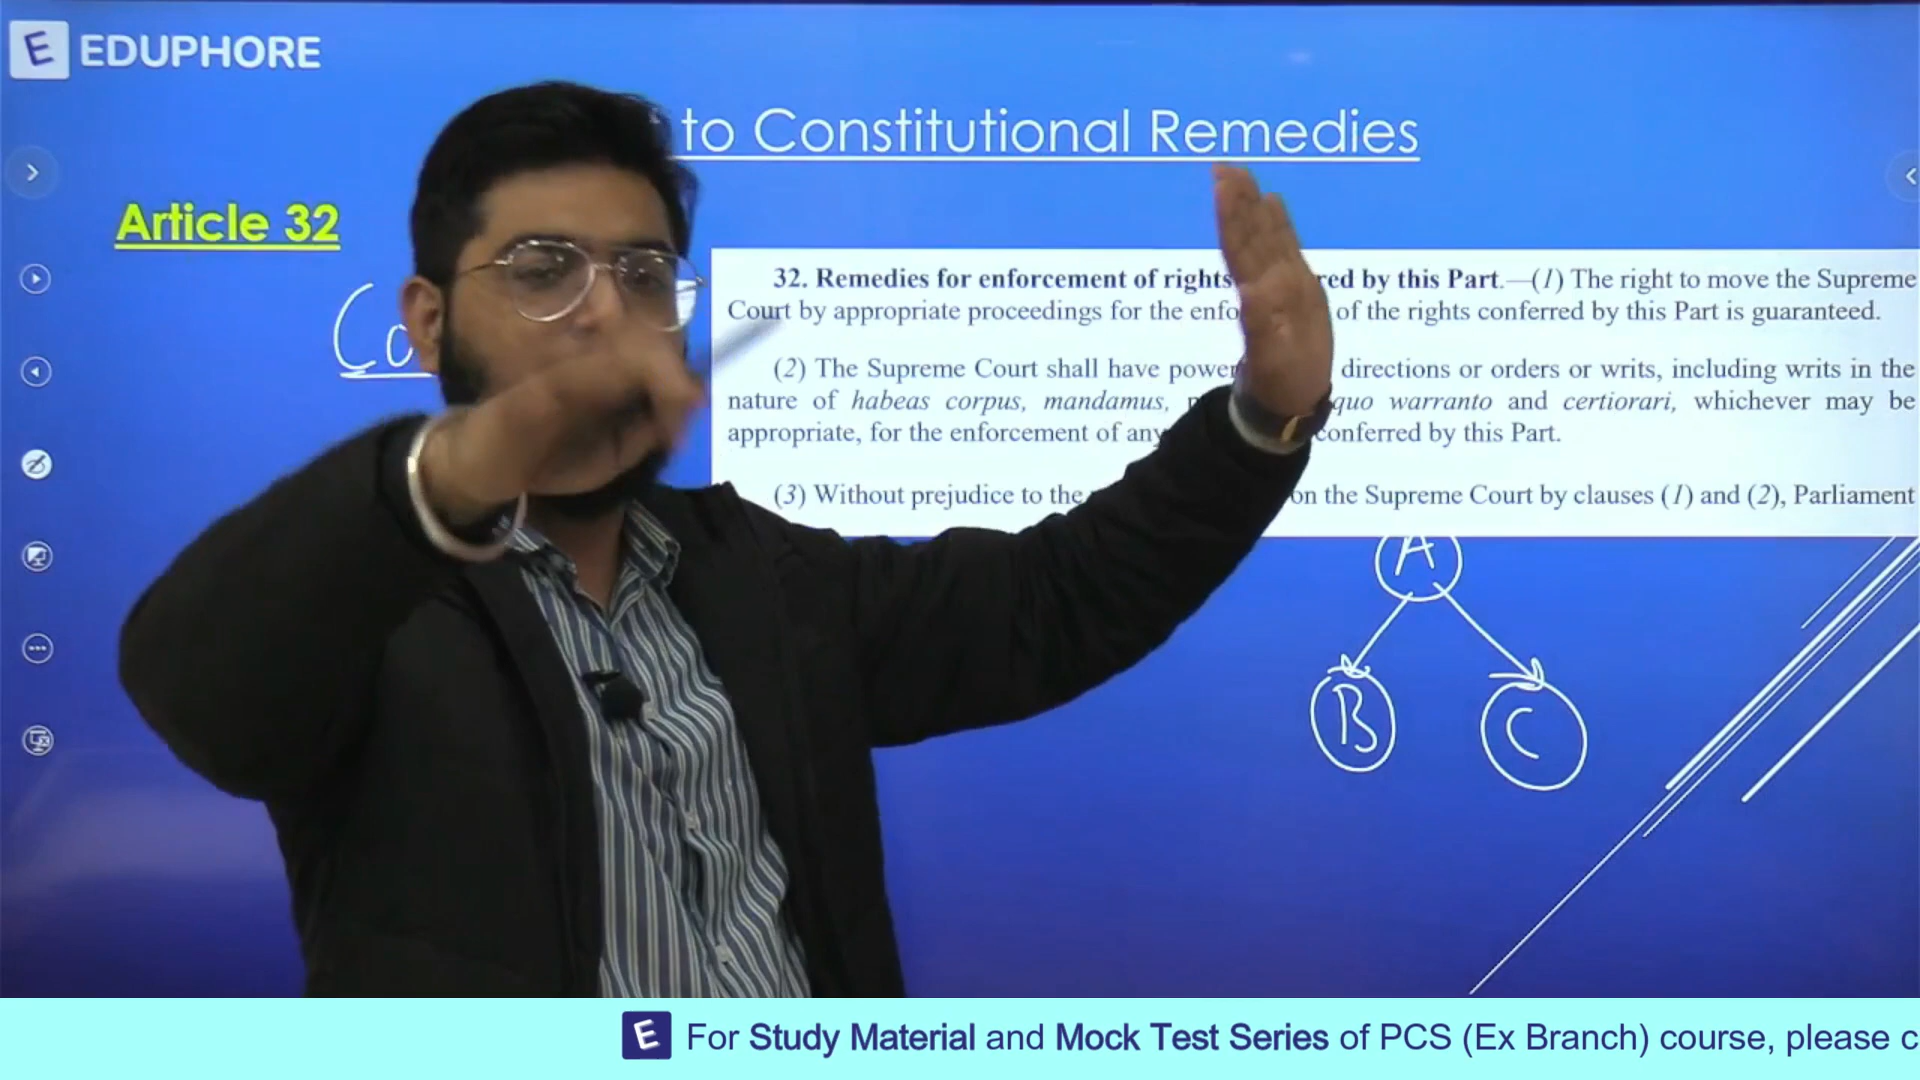 E EDUPHORE
to Constitutional Remedies
Article 32
Co
32. Remedies for enforcement of rights red by this Part.—(1) The right to move the Supreme
Court by appropriate proceedings for the enfo of the rights conferred by this Part is guaranteed.
(2) The Supreme Court shall have power directions or orders or writs, including writs in the
nature of habeas corpus, mandamus, quo warranto and certiorari, whichever may be
appropriate, for the enforcement of any conferred by this Part.
(3) Without prejudice to the on the Supreme Court by clauses (1) and (2), Parliament
A
B C
E For Study Material and Mock Test Series of PCS (Ex Branch) course, please c